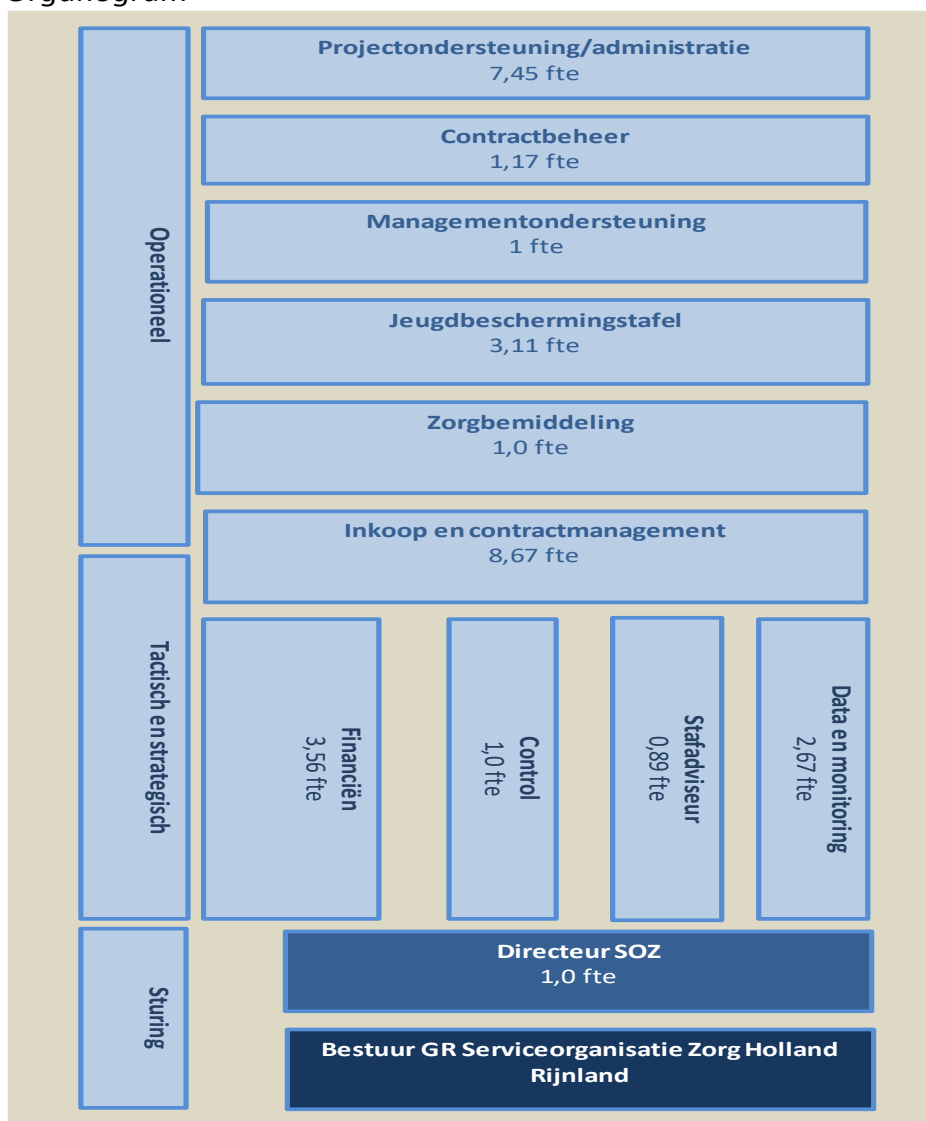 Organogram
Projectondersteuning/administratie
7,45 fte
Contractbeheer
1,17 fte
Managementondersteuning
1 fte
Jeugdbeschermingstafel
3,11 fte
Zorgbemiddeling
1,0 fte
Inkoop en contractmanagement
8,67 fte
Operationeel
Tactisch en strategisch
Financiën
3,56 fte
Control
1,0 fte
Stafadviseur
0,89 fte
Data en monitoring
2,67 fte
Sturing
Directeur SOZ
1,0 fte
Bestuur GR Serviceorganisatie Zorg Holland
Rijnland